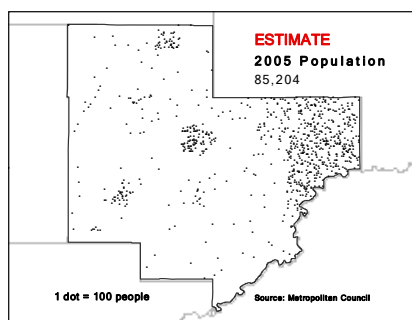 ESTIMATE
2005 Population
85,204
1 dot = 100 people
Source: Metropolitan Council